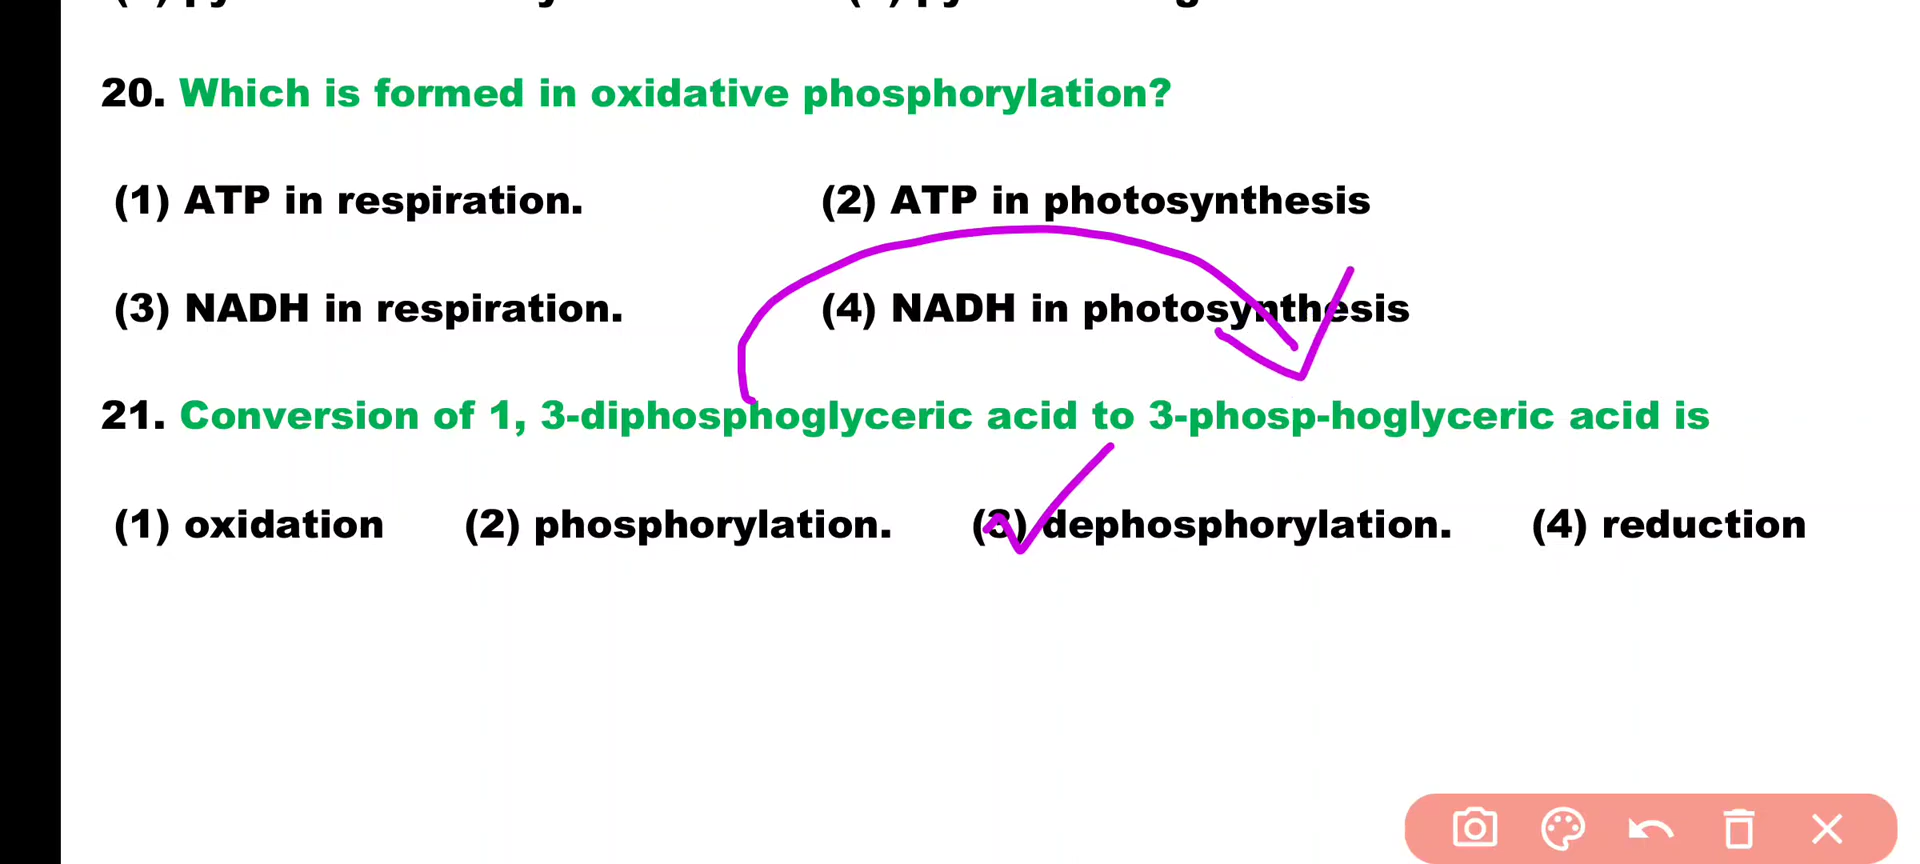 20. Which is formed in oxidative phosphorylation?
(1) ATP in respiration. (2) ATP in photosynthesis
(3) NADH in respiration. (4) NADH in photosynthesis
21. Conversion of 1, 3-diphosphoglyceric acid to 3-phosp-hoglyceric acid is
(1) oxidation (2) phosphorylation. (3) dephosphorylation. (4) reduction